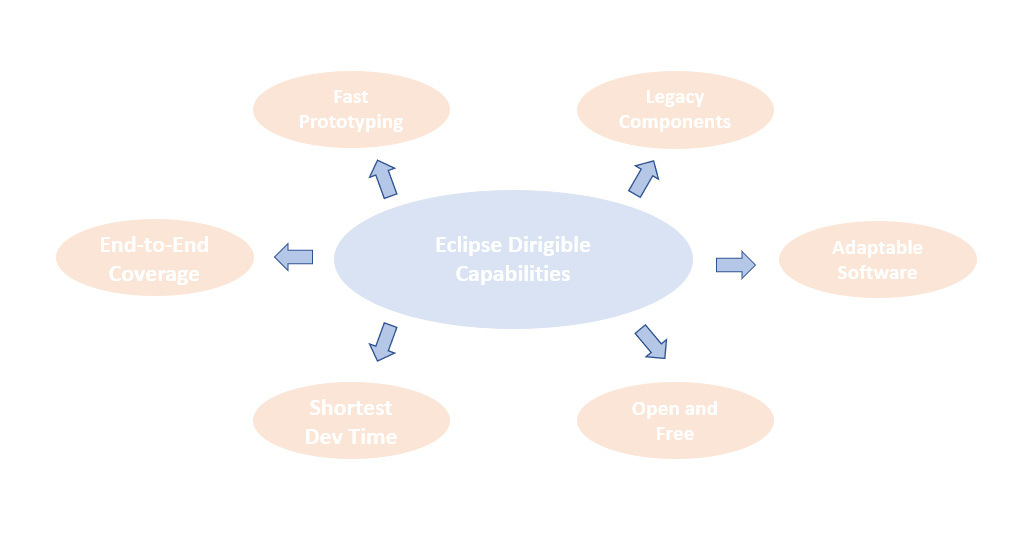 Fast
Prototyping
Legacy
Components
End-to-End
Coverage
Eclipse Dirigible
Capabilities
Adaptable
Software
Shortest
Dev Time
Open and
Free